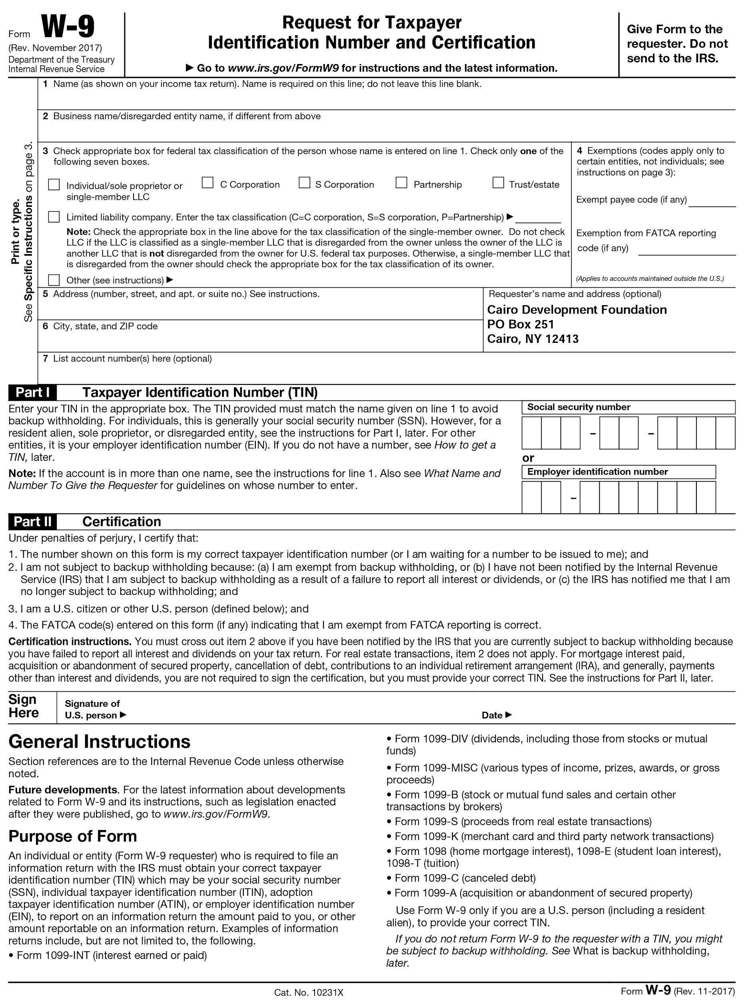 Form W-9
(Rev. November 2017)
Department of the Treasury
Internal Revenue Service
Request for Taxpayer
Identification Number and Certification
▶ Go to www.irs.gov/FormW9 for instructions and the latest information.
Give Form to the
requester. Do not
send to the IRS.
Print or type.
See Specific Instructions on page 3.
1 Name (as shown on your income tax return). Name is required on this line; do not leave this line blank.
2 Business name/disregarded entity name, if different from above
3 Check appropriate box for federal tax classification of the person whose name is entered on line 1. Check only one of the
following seven boxes.
Individual/sole proprietor or
single-member LLC
C Corporation
S Corporation
Partnership
Trust/estate
Limited liability company. Enter the tax classification (C=C corporation, S=S corporation, P=Partnership) ▶
Note: Check the appropriate box in the line above for the tax classification of the single-member owner. Do not check
LLC if the LLC is classified as a single-member LLC that is disregarded from the owner unless the owner of the LLC is
another LLC that is not disregarded from the owner for U.S. federal tax purposes. Otherwise, a single-member LLC that
is disregarded from the owner should check the appropriate box for the tax classification of its owner.
Other (see instructions) ▶
4 Exemptions (codes apply only to
certain entities, not individuals; see
instructions on page 3):
Exempt payee code (if any)
Exemption from FATCA reporting
code (if any)
(Applies to accounts maintained outside the U.S.)
5 Address (number, street, and apt. or suite no.) See instructions.
6 City, state, and ZIP code
Requester's name and address (optional)
Cairo Development Foundation
PO Box 251
Cairo, NY 12413
7 List account number(s) here (optional)
Part I Taxpayer Identification Number (TIN)
Enter your TIN in the appropriate box. The TIN provided must match the name given on line 1 to avoid
backup withholding. For individuals, this is generally your social security number (SSN). However, for a
resident alien, sole proprietor, or disregarded entity, see the instructions for Part I, later. For other
entities, it is your employer identification number (EIN). If you do not have a number, see How to get a
TIN, later.
Note: If the account is in more than one name, see the instructions for line 1. Also see What Name and
Number To Give the Requester for guidelines on whose number to enter.
Social security number
– –
or
Employer identification number
–
Part II Certification
Under penalties of perjury, I certify that:
1. The number shown on this form is my correct taxpayer identification number (or I am waiting for a number to be issued to me); and
2. I am not subject to backup withholding because: (a) I am exempt from backup withholding, or (b) I have not been notified by the Internal Revenue
Service (IRS) that I am subject to backup withholding as a result of a failure to report all interest or dividends, or (c) the IRS has notified me that I am
no longer subject to backup withholding; and
3. I am a U.S. citizen or other U.S. person (defined below); and
4. The FATCA code(s) entered on this form (if any) indicating that I am exempt from FATCA reporting is correct.
Certification instructions. You must cross out item 2 above if you have been notified by the IRS that you are currently subject to backup withholding because
you have failed to report all interest and dividends on your tax return. For real estate transactions, item 2 does not apply. For mortgage interest paid,
acquisition or abandonment of secured property, cancellation of debt, contributions to an individual retirement arrangement (IRA), and generally, payments
other than interest and dividends, you are not required to sign the certification, but you must provide your correct TIN. See the instructions for Part II, later.
Sign
Here
Signature of
U.S. person ▶
Date ▶
General Instructions
Section references are to the Internal Revenue Code unless otherwise
noted.
Future developments. For the latest information about developments
related to Form W-9 and its instructions, such as legislation enacted
after they were published, go to www.irs.gov/FormW9.
Purpose of Form
An individual or entity (Form W-9 requester) who is required to file an
information return with the IRS must obtain your correct taxpayer
identification number (TIN) which may be your social security number
(SSN), individual taxpayer identification number (ITIN), adoption
taxpayer identification number (ATIN), or employer identification number
(EIN), to report on an information return the amount paid to you, or other
amount reportable on an information return. Examples of information
returns include, but are not limited to, the following.
• Form 1099-INT (interest earned or paid)
• Form 1099-DIV (dividends, including those from stocks or mutual
funds)
• Form 1099-MISC (various types of income, prizes, awards, or gross
proceeds)
• Form 1099-B (stock or mutual fund sales and certain other
transactions by brokers)
• Form 1099-S (proceeds from real estate transactions)
• Form 1099-K (merchant card and third party network transactions)
• Form 1098 (home mortgage interest), 1098-E (student loan interest),
1098-T (tuition)
• Form 1099-C (canceled debt)
• Form 1099-A (acquisition or abandonment of secured property)
Use Form W-9 only if you are a U.S. person (including a resident
alien), to provide your correct TIN.
If you do not return Form W-9 to the requester with a TIN, you might
be subject to backup withholding. See What is backup withholding,
later.
Cat. No. 10231X
Form W-9 (Rev. 11-2017)